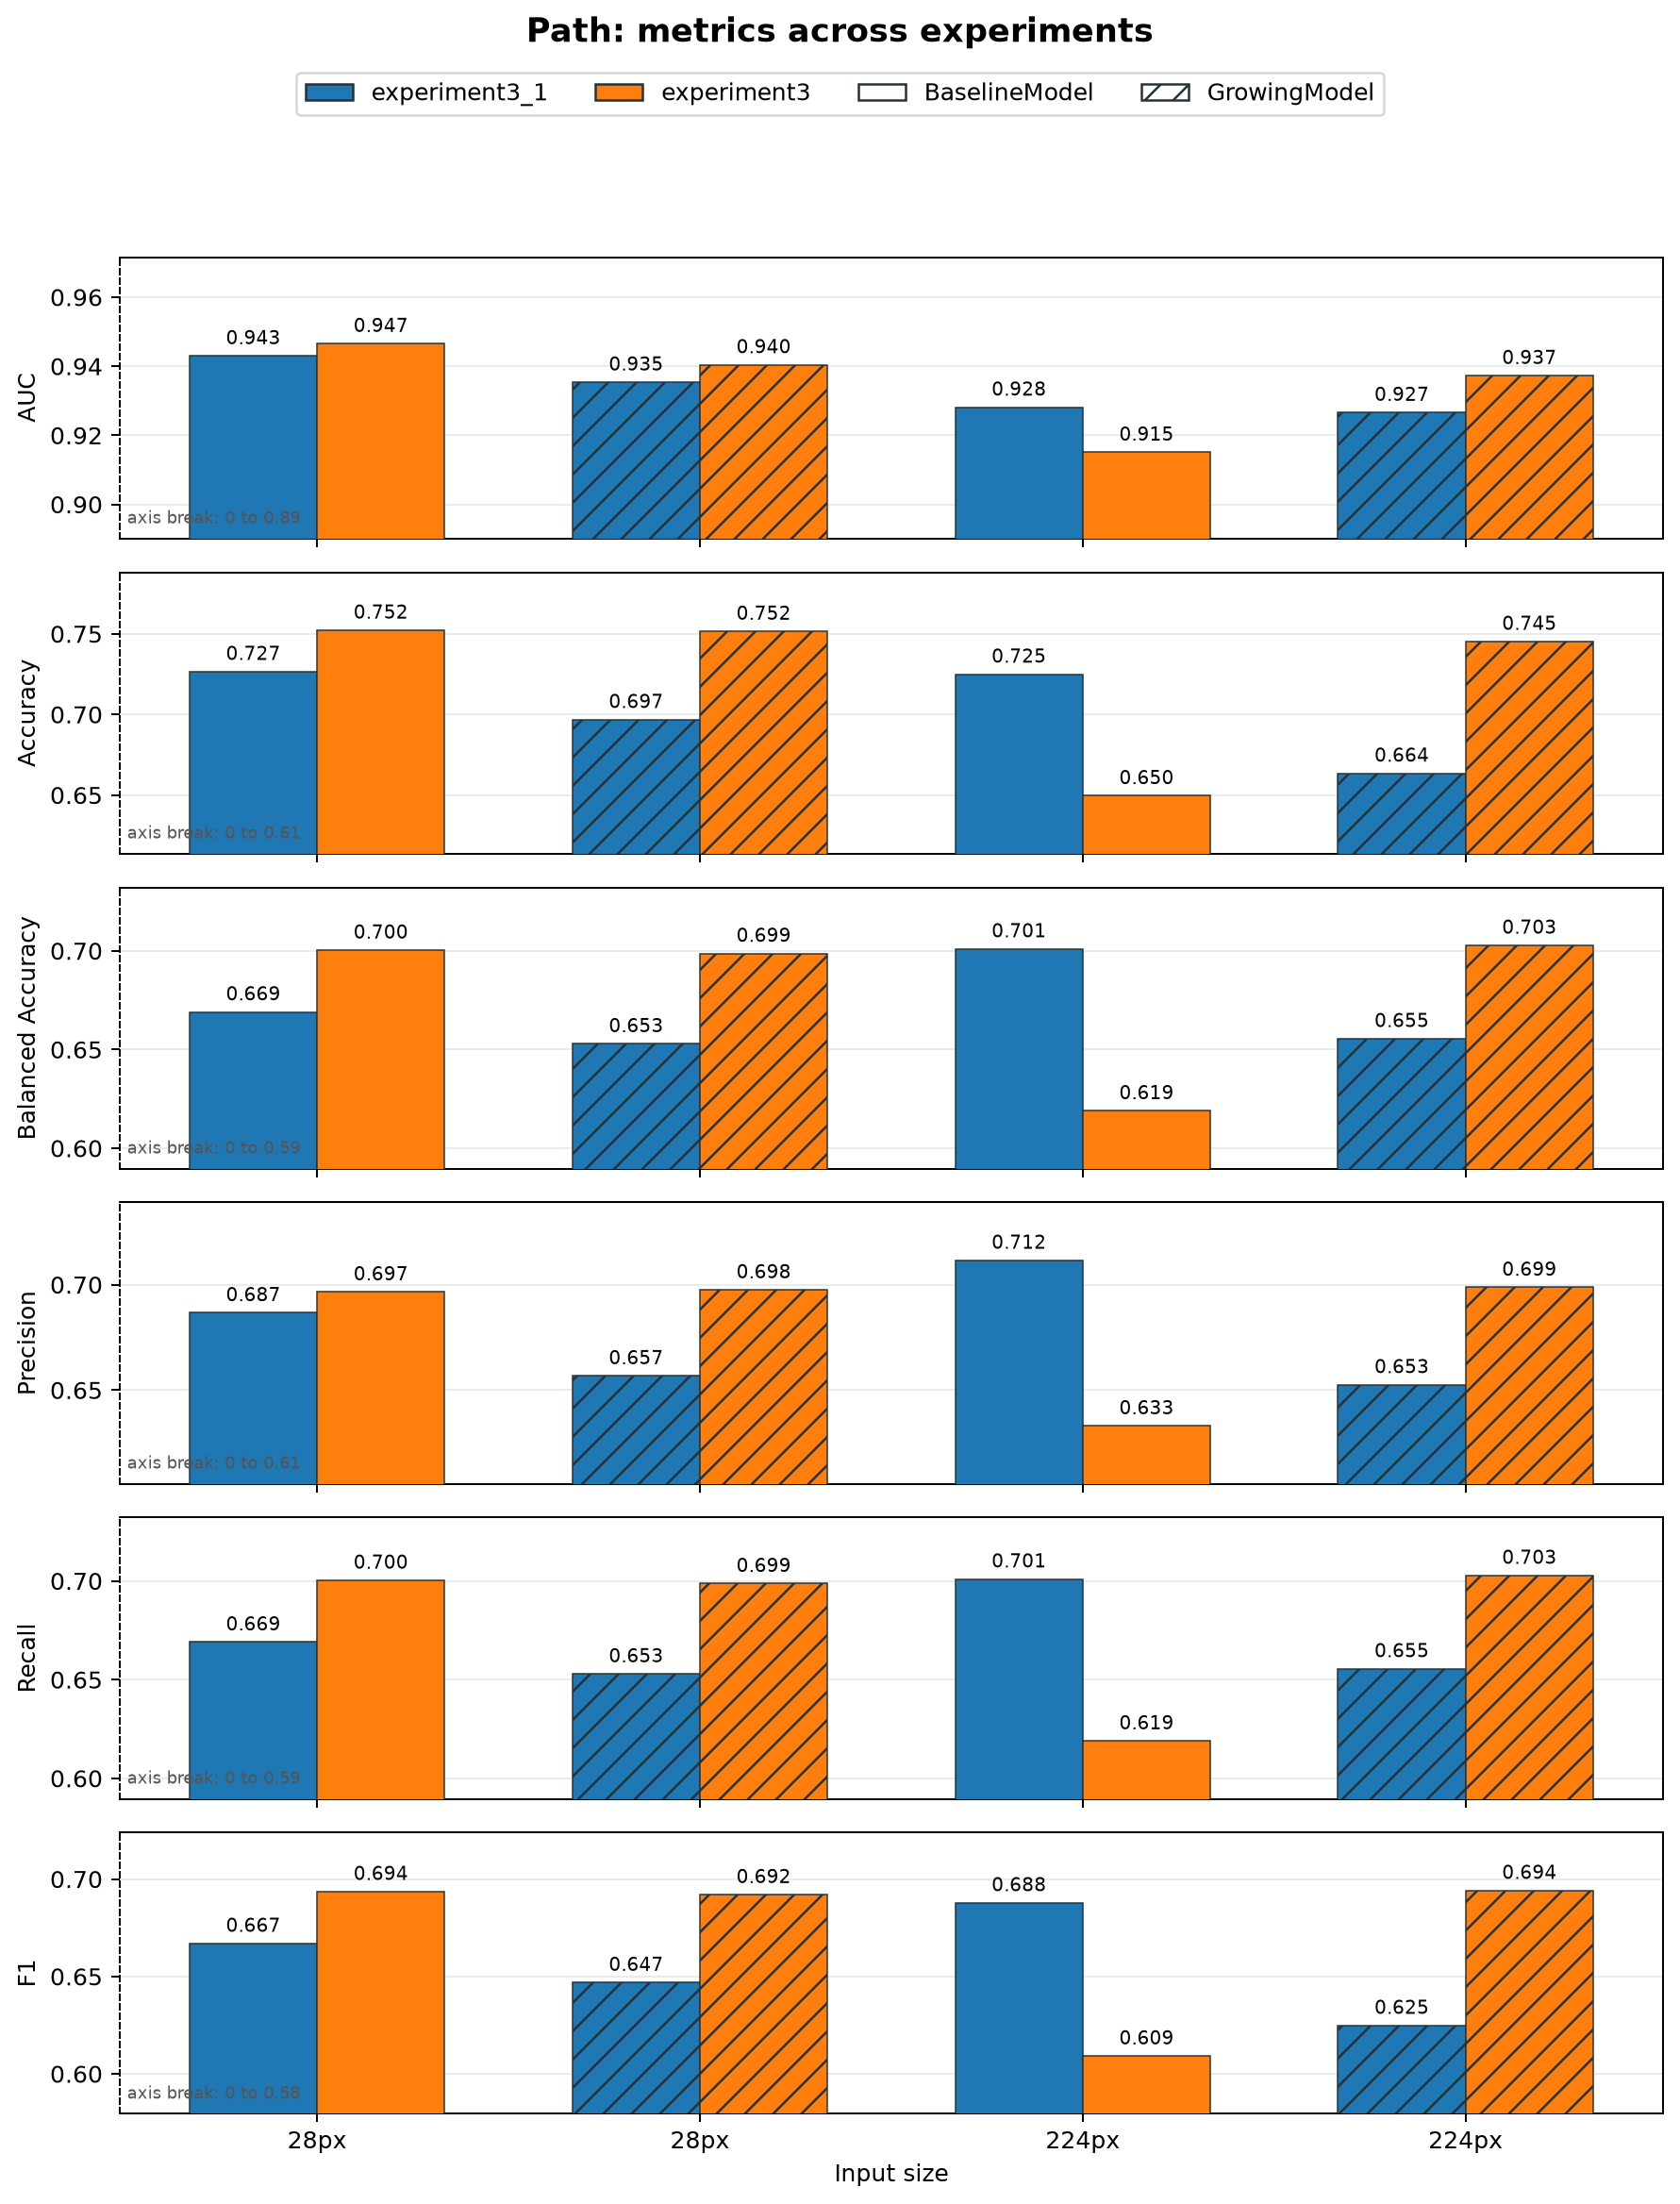 Path: metrics across experiments
experiment3_1 experiment3 BaselineModel GrowingModel
AUC
0.96
0.94
0.92
0.90
0.943 0.947 0.935 0.940 0.928 0.915 0.927 0.937
axis break: 0 to 0.89
Accuracy
0.75
0.70
0.65
0.727 0.752 0.697 0.752 0.725 0.650 0.664 0.745
axis break: 0 to 0.61
Balanced Accuracy
0.70
0.65
0.60
0.669 0.700 0.653 0.699 0.701 0.619 0.655 0.703
axis break: 0 to 0.59
Precision
0.70
0.65
0.687 0.697 0.657 0.698 0.712 0.633 0.653 0.699
axis break: 0 to 0.61
Recall
0.70
0.65
0.60
0.669 0.700 0.653 0.699 0.701 0.619 0.655 0.703
axis break: 0 to 0.59
F1
0.70
0.65
0.60
0.667 0.694 0.647 0.692 0.688 0.609 0.625 0.694
axis break: 0 to 0.58
28px 28px 224px 224px
Input size